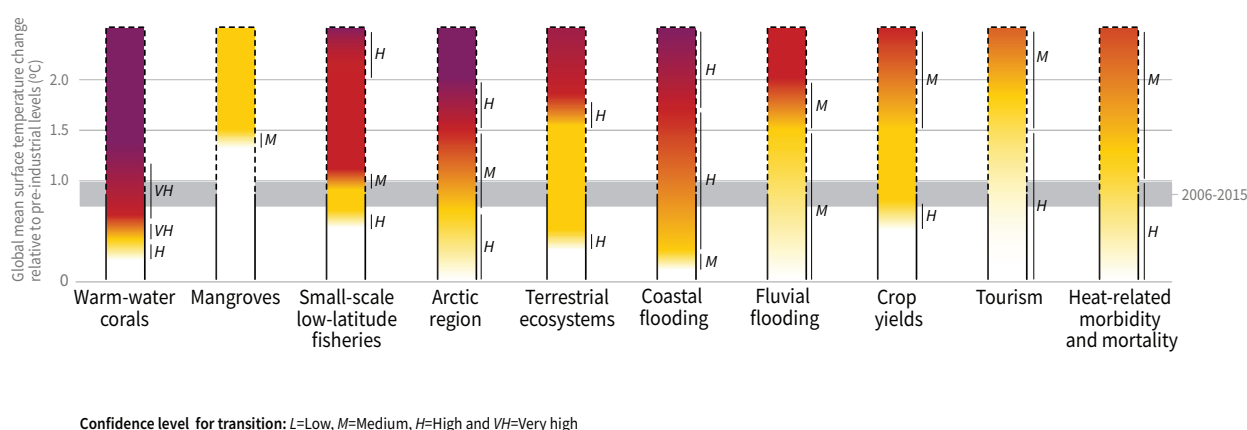 Global mean surface temperature change
relative to pre-industrial levels (ºC)
2.0
1.5
1.0
0
H
M
H
H
H
H
M
M
M
M
VH
VH
H
M
H
H
M
H
H
H
H
M
M
H
H
H
2006-2015
Warm-water
corals
Mangroves
Small-scale
low-latitude
fisheries
Arctic
region
Terrestrial
ecosystems
Coastal
flooding
Fluvial
flooding
Crop
yields
Tourism
Heat-related
morbidity
and mortality
Confidence level for transition: L=Low, M=Medium, H=High and VH=Very high